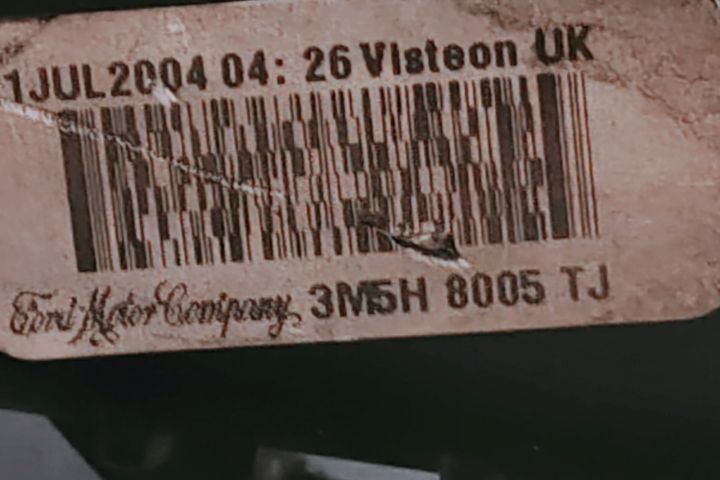 1JUL2004 04: 26 Visteon UK
Ford Motor Company 3M5H 8005 TJ